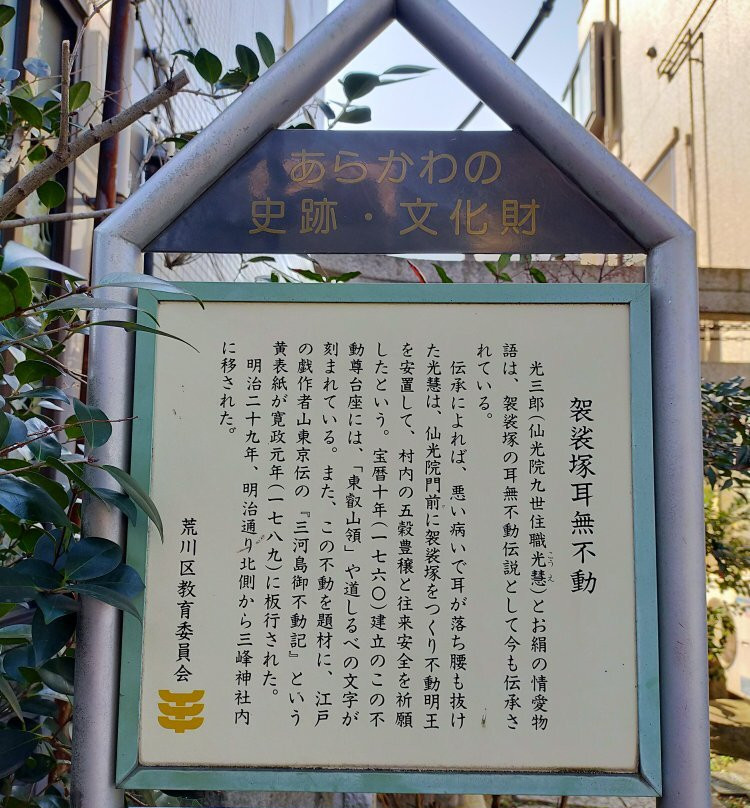 あらかわの
史跡・文化財
袈裟塚耳無不動
光三郎(仙光院九世住職光慧こうえ)とお絹の情愛物
語は、袈裟塚の耳無不動伝説として今も伝承さ
れている。
伝承によれば、悪い病いで耳が落ち腰も抜け
た光慧は、仙光院門前に袈裟塚をつくり不動明王
を安置して、村内の五穀豊穣と往来安全を祈願
したという。宝暦十年(一七六〇)建立のこの不
動尊台座には、「東叡山領」や道しるべの文字が
刻まれている。また、この不動を題材に、江戸
の戯作者山東京伝の『三河島御不動記』という
黄表紙が寛政元年(一七八九)に板行された。
明治二十九年、明治通り北側から三峰神社内
に移された。
荒川区教育委員会